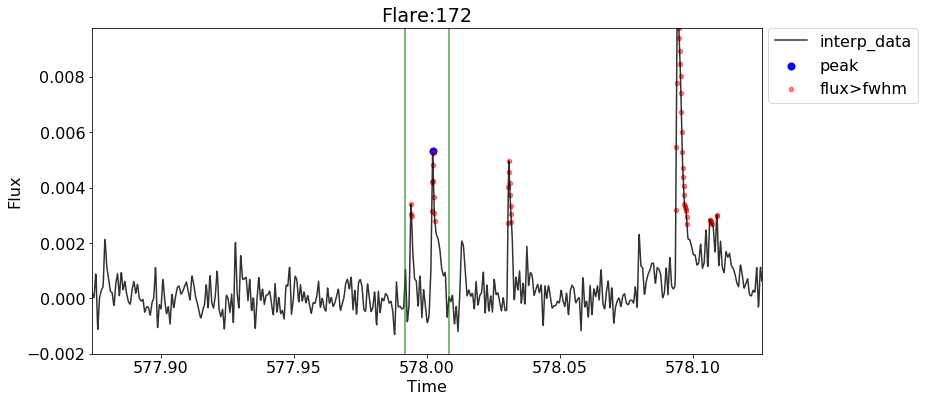 Flare:172
interp_data
peak
flux>fwhm
Flux
0.008
0.006
0.004
0.002
0.000
−0.002
577.90
577.95
578.00
578.05
578.10
Time